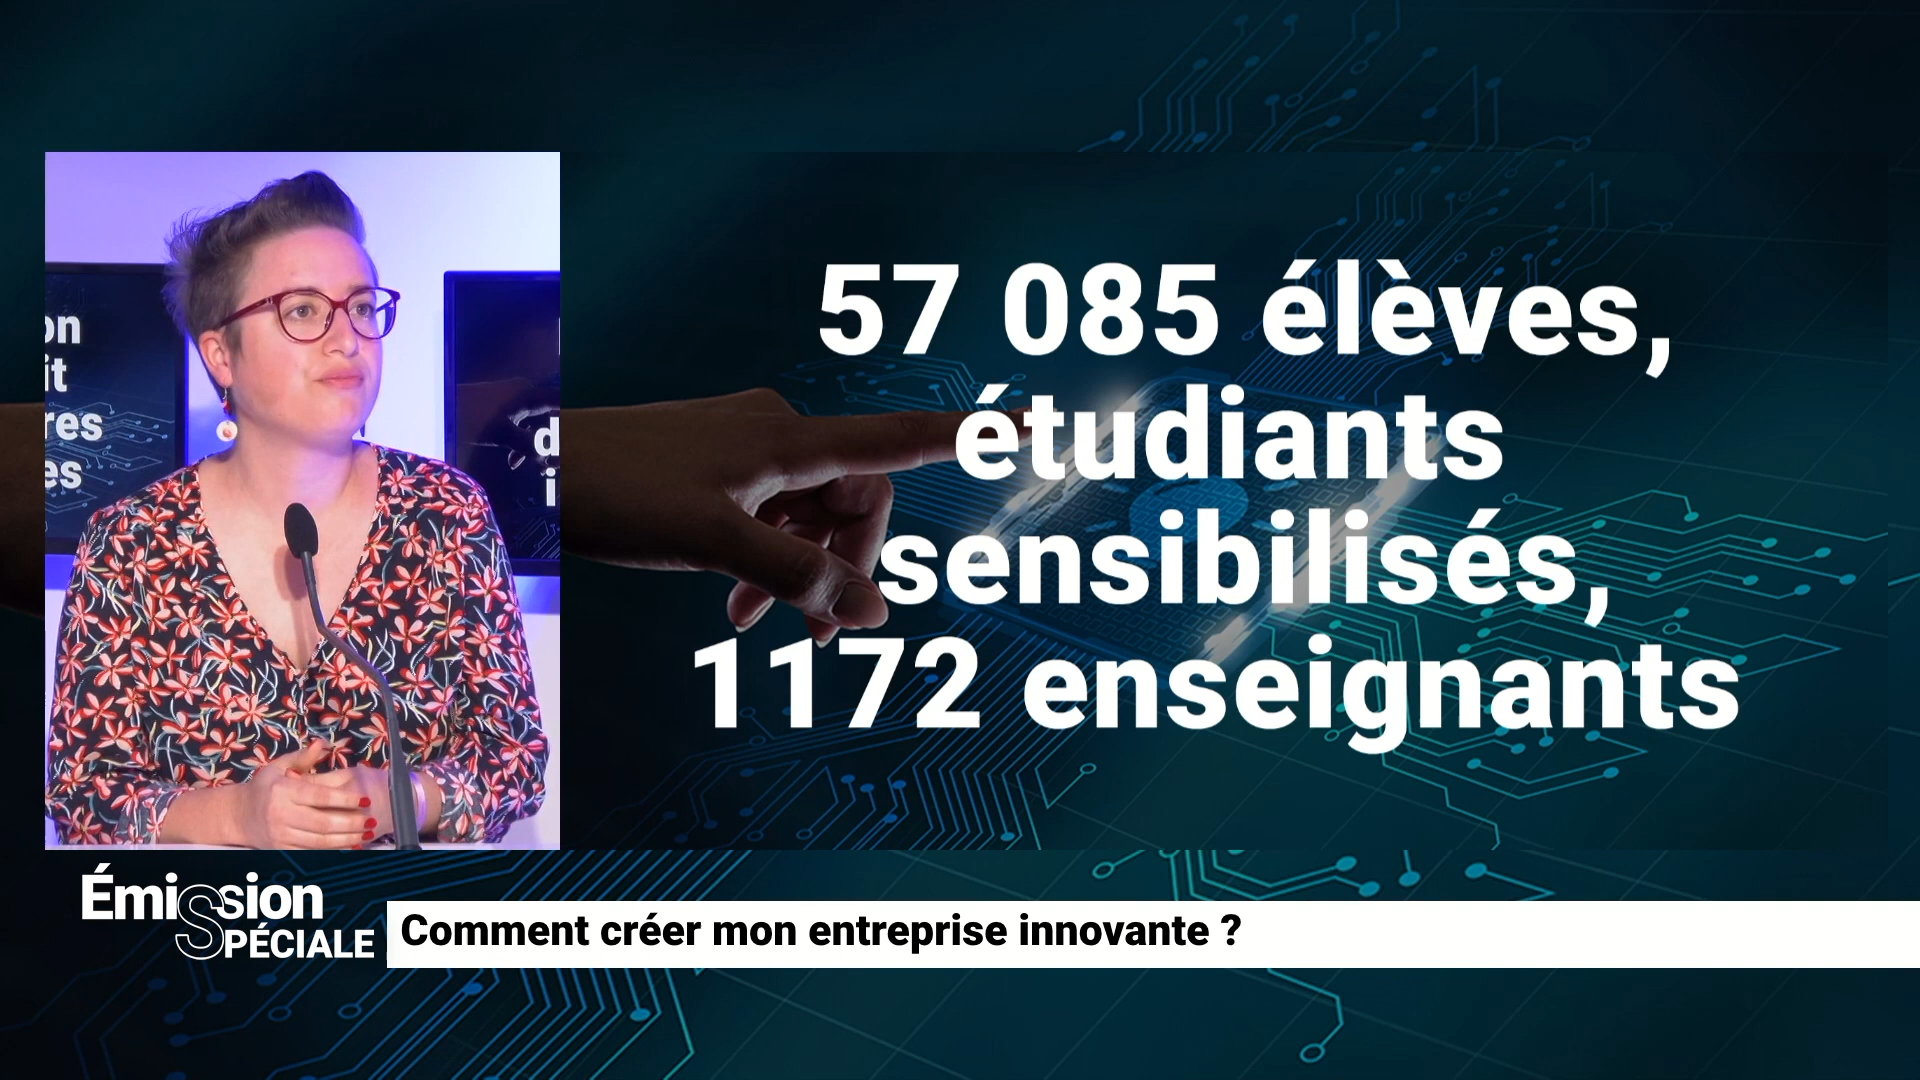 57 085 élèves,
étudiants
sensibilisés,
1172 enseignants
Émission
SPÉCIALE
Comment créer mon entreprise innovante ?